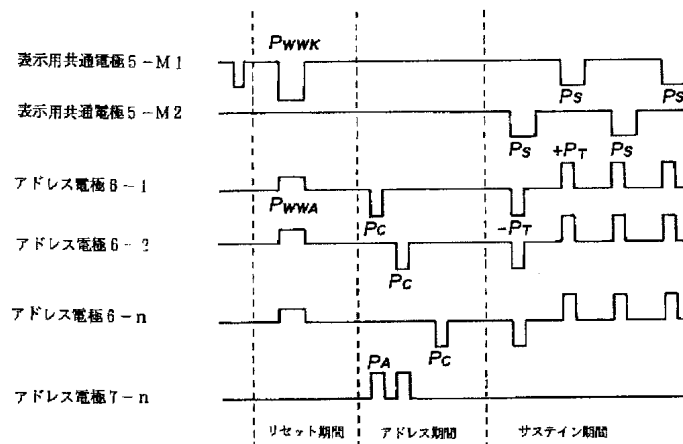 PWWK
表示用共通電極5-M1
PS PS
表示用共通電極5-M2
PS +PT PS
アドレス電極6-1
PWWA PC -PT
アドレス電極6-2
PC
アドレス電極6-n
PC
PA
アドレス電極7-n
リセット期間 アドレス期間 サステイン期間